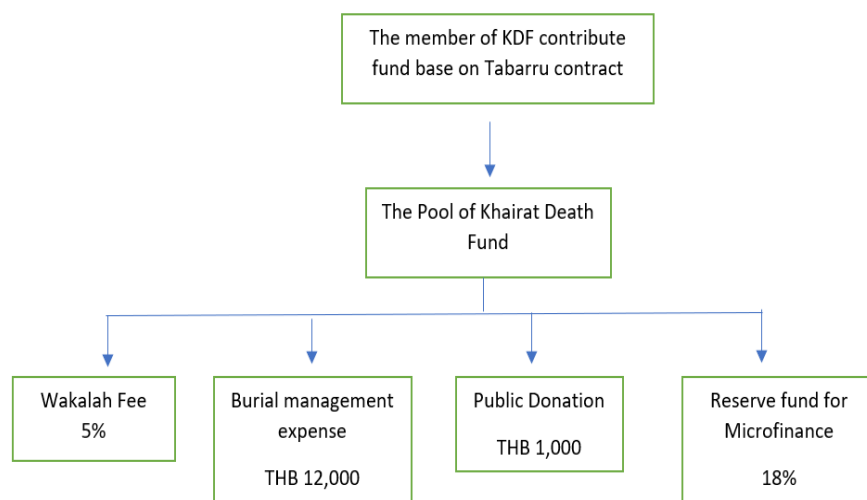 The member of KDF contribute
fund base on Tabarru contract
The Pool of Khairat Death
Fund
Wakalah Fee
5%
Burial management
expense
THB 12,000
Public Donation
THB 1,000
Reserve fund for
Microfinance
18%